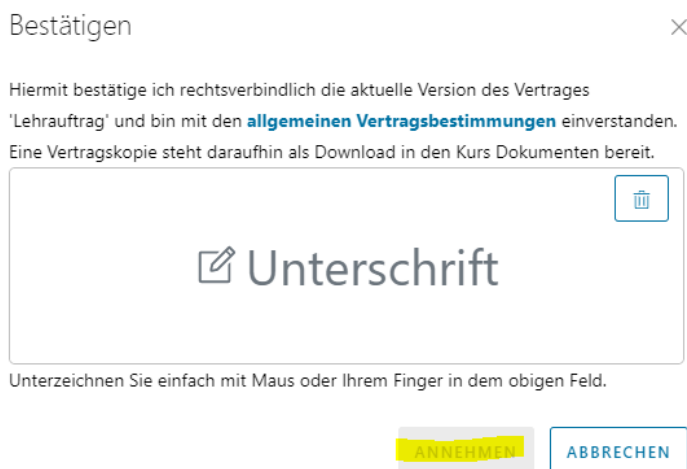 Bestätigen
Hiermit bestätige ich rechtsverbindlich die aktuelle Version des Vertrages
'Lehrauftrag' und bin mit den allgemeinen Vertragsbestimmungen einverstanden.
Eine Vertragskopie steht daraufhin als Download in den Kurs Dokumenten bereit.
Unterschrift
Unterzeichnen Sie einfach mit Maus oder Ihrem Finger in dem obigen Feld.
ANNEHMEN ABBRECHEN